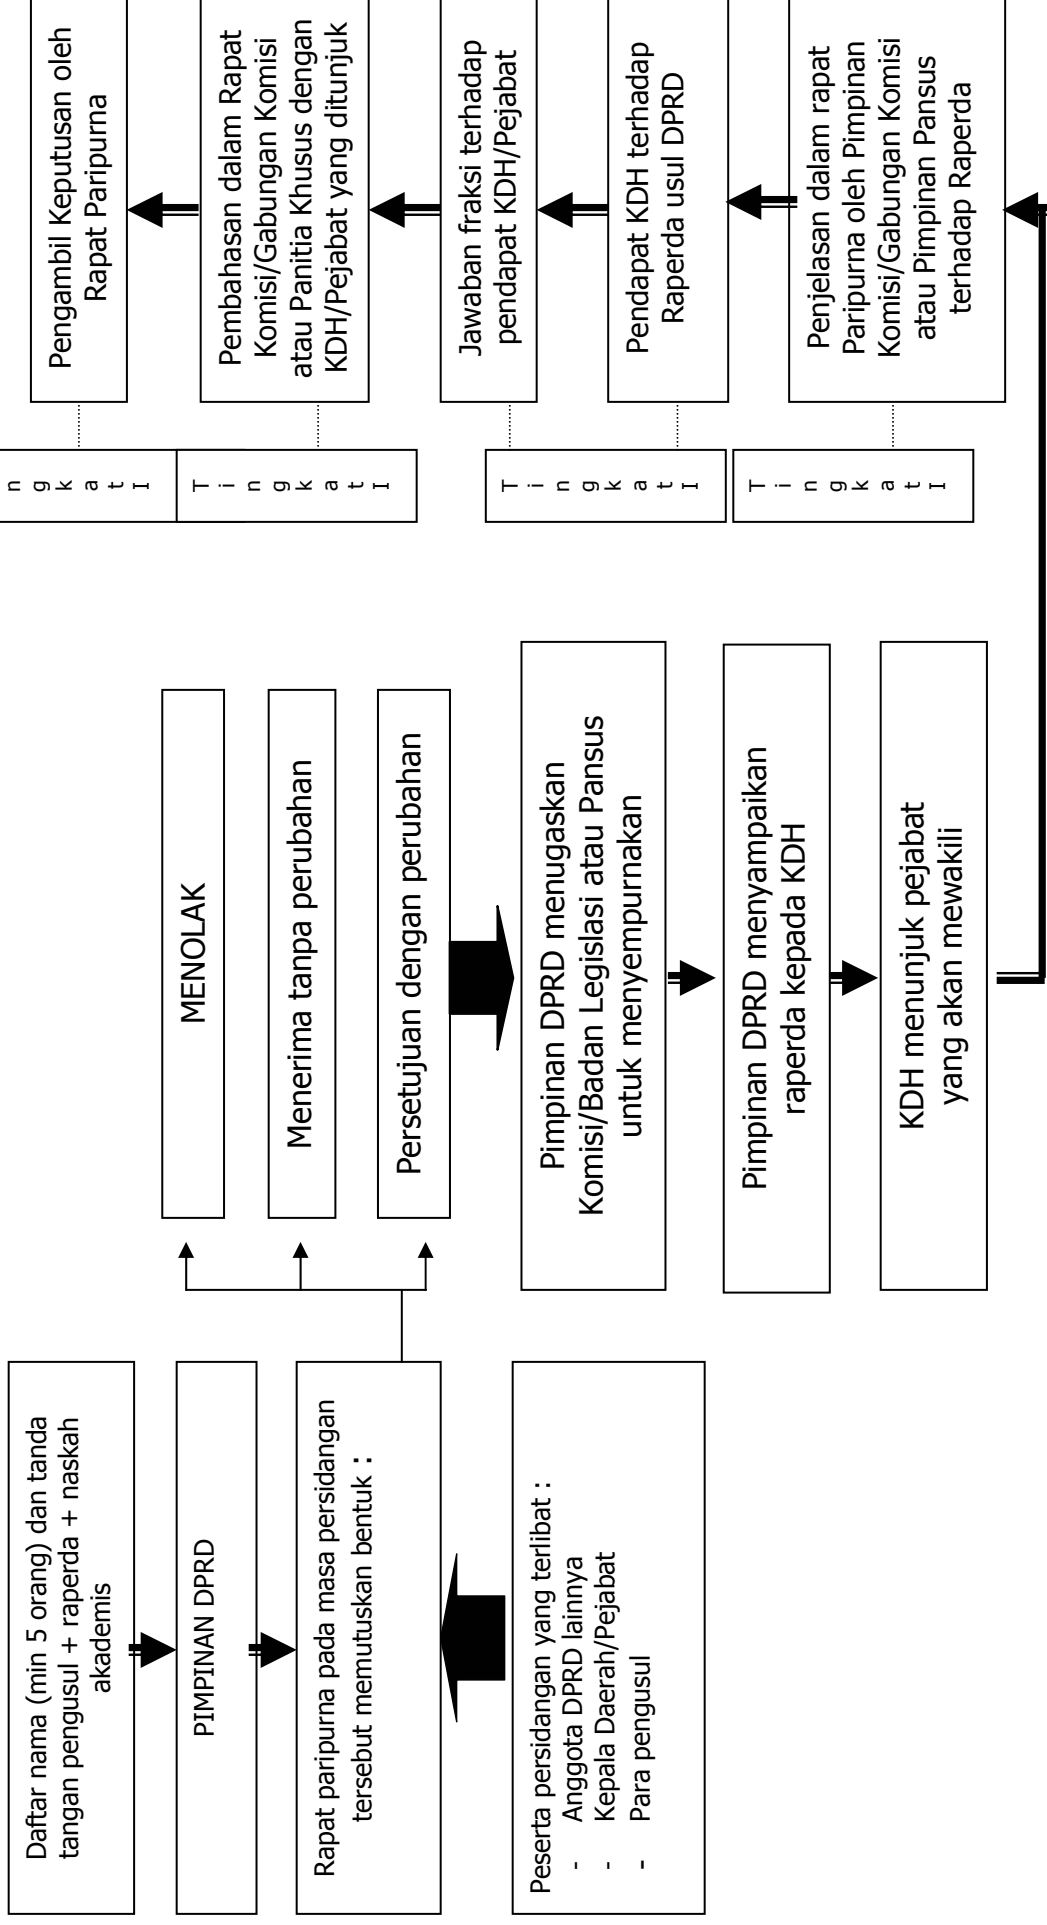 Daftar nama (min 5 orang) dan tanda
tangan pengusul + raperda + naskah
akademis
PIMPINAN DPRD
Rapat paripurna pada masa persidangan
tersebut memutuskan bentuk :
Peserta persidangan yang terlibat :
- Anggota DPRD lainnya
- Kepala Daerah/Pejabat
- Para pengusul
MENOLAK
Menerima tanpa perubahan
Persetujuan dengan perubahan
Pimpinan DPRD menugaskan
Komisi/Badan Legislasi atau Pansus
untuk menyempurnakan
Pimpinan DPRD menyampaikan
raperda kepada KDH
KDH menunjuk pejabat
yang akan mewakili
n
g
k
a
t
I
T
i
n
g
k
a
t
I
T
i
n
g
k
a
t
I
T
i
n
g
k
a
t
I
Pengambil Keputusan oleh
Rapat Paripurna
Pembahasan dalam Rapat
Komisi/Gabungan Komisi
atau Panitia Khusus dengan
KDH/Pejabat yang ditunjuk
Jawaban fraksi terhadap
pendapat KDH/Pejabat
Pendapat KDH terhadap
Raperda usul DPRD
Penjelasan dalam rapat
Paripurna oleh Pimpinan
Komisi/Gabungan Komisi
atau Pimpinan Pansus
terhadap Raperda